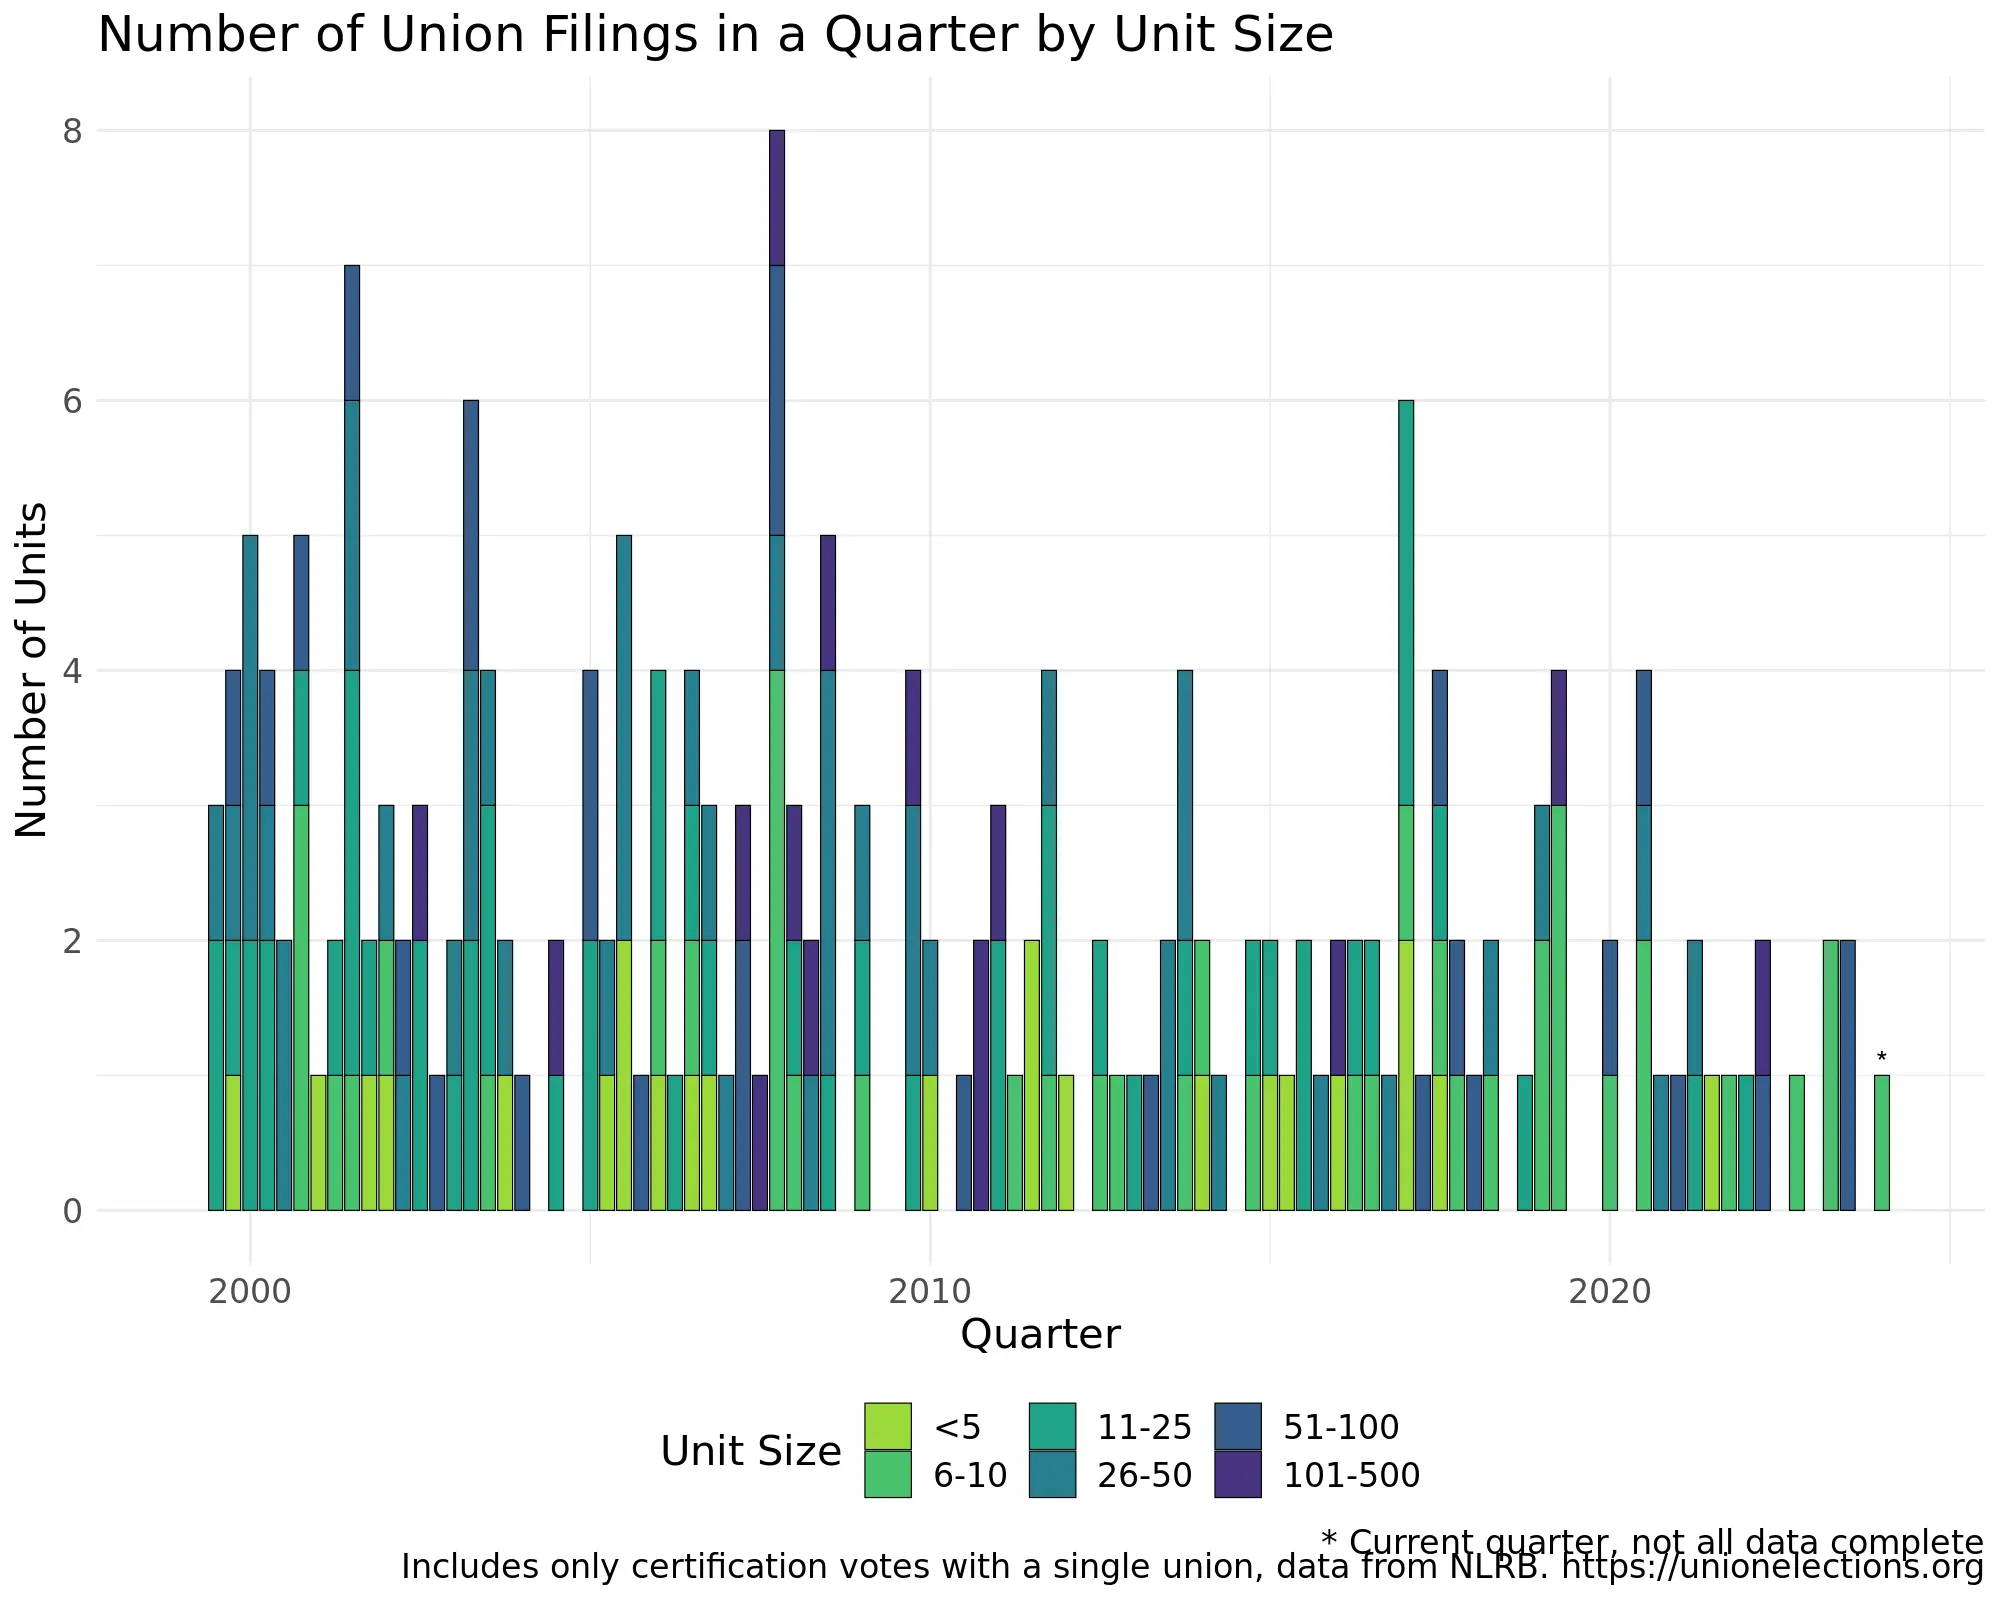 Number of Union Filings in a Quarter by Unit Size
8
6
4
2
0
Number of Units
*
2000 2010 2020
Quarter
Unit Size
<5 11-25 51-100
6-10 26-50 101-500
* Current quarter, not all data complete
Includes only certification votes with a single union, data from NLRB. https://unionelections.org